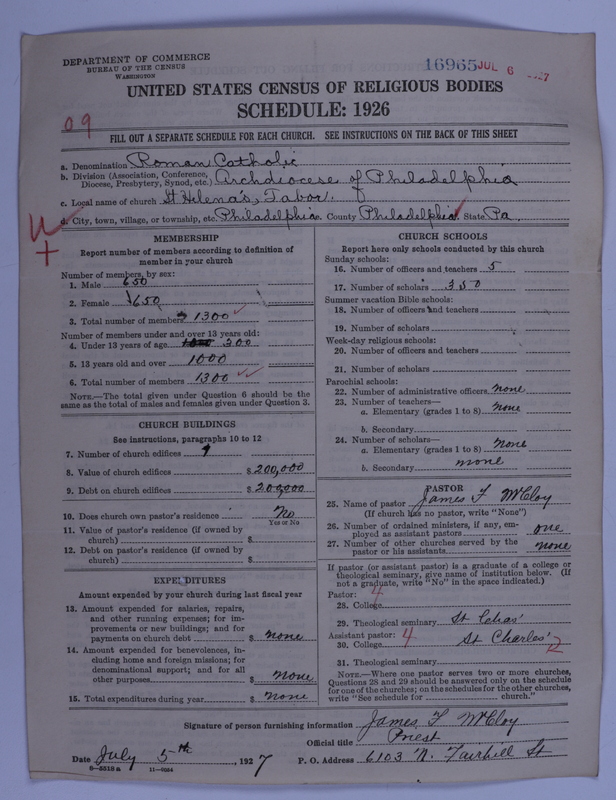 DEPARTMENT OF COMMERCE
BUREAU OF THE CENSUS
WASHINGTON
16965 JUL 6
UNITED STATES CENSUS OF RELIGIOUS BODIES
SCHEDULE: 1926
09
FILL OUT A SEPARATE SCHEDULE FOR EACH CHURCH. SEE INSTRUCTIONS ON THE BACK OF THIS SHEET
a. Denomination Roman Catholic
b. Division (Association, Conference, Diocese, Presbytery, Synod, etc.) Archdiocese of Philadelphia
c. Local name of church St Helena's, Tabor.
d. City, town, village, or township, etc. Philadelphia County Philadelphia State Pa.
MEMBERSHIP
Report number of members according to definition of
member in your church
Number of members, by sex:
1. Male 650
2. Female 650
3. Total number of members 1300
Number of members under and over 13 years old:
4. Under 13 years of age 300
5. 13 years old and over 1000
6. Total number of members 1300
NOTE.—The total given under Question 6 should be the
same as the total of males and females given under Question 3.
CHURCH BUILDINGS
See instructions, paragraphs 10 to 12
7. Number of church edifices 1
8. Value of church edifices $ 200,000
9. Debt on church edifices $ 200,000
10. Does church own pastor's residence No
Yes or No
11. Value of pastor's residence (if owned by
church) $
12. Debt on pastor's residence (if owned by
church) $
EXPENDITURES
Amount expended by your church during last fiscal year
13. Amount expended for salaries, repairs,
and other running expenses; for im-
provements or new buildings; and for
payments on church debt $ none
14. Amount expended for benevolences, in-
cluding home and foreign missions; for
denominational support; and for all
other purposes $ none
15. Total expenditures during year $ none
CHURCH SCHOOLS
Report here only schools conducted by this church
Sunday schools:
16. Number of officers and teachers 5
17. Number of scholars 350
Summer vacation Bible schools:
18. Number of officers and teachers
19. Number of scholars
Week-day religious schools:
20. Number of officers and teachers
21. Number of scholars
Parochial schools:
22. Number of administrative officers none
23. Number of teachers—
a. Elementary (grades 1 to 8) none
b. Secondary
24. Number of scholars—
a. Elementary (grades 1 to 8) none
b. Secondary none
PASTOR
25. Name of pastor James F McCloy
(If church has no pastor, write "None")
26. Number of ordained ministers, if any, em-
ployed as assistant pastors one
27. Number of other churches served by the
pastor or his assistants none
If pastor (or assistant pastor) is a graduate of a college or
theological seminary, give name of institution below. (If
not a graduate, write "No" in the space indicated.)
Pastor: 4
28. College
29. Theological seminary St
Assistant pastor: 4
30. College St Charles' 2
31. Theological seminary
NOTE.—Where one pastor serves two or more churches,
Questions 28 and 29 should be answered only on the schedule
for one of the churches; on the schedules for the other churches,
write "See schedule for church."
Signature of person furnishing information James F McCloy
Official title Priest
Date July 5th, 1927 P. O. Address 6103 N. Fairhill St
8—5518a 11—9664